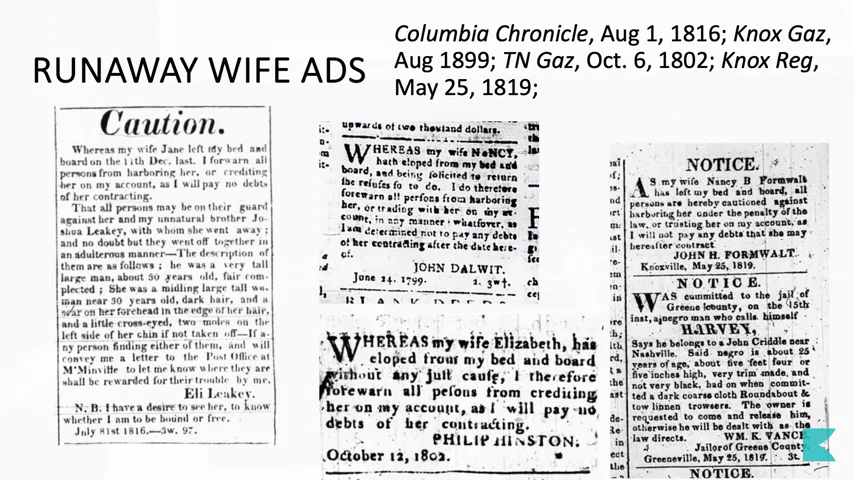 RUNAWAY WIFE ADS
Columbia Chronicle, Aug 1, 1816; Knox Gaz,
Aug 1899; TN Gaz, Oct. 6, 1802; Knox Reg,
May 25, 1819;
Caution.
Whereas my wife Jane left my bed and
board on the 11th Dec. last. I forwarn all
persons from harboring her, or crediting
her on my account, as I will pay no debts
of her contracting.
That all persons may be on their guard
against her and my unnatural brother Jo-
shua Leakey, with whom she went away ;
and no doubt but they went off together in
an adulterous manner—The description of
them are as follows ; he was a very tall
large man, about 30 years old, fair com-
plected ; She was a midling large tall wo-
man near 30 years old, dark hair, and a
scar on her forehead in the edge of her hair,
and a little cross-eyed, two moles on the
left side of her chin if not taken off—If a-
ny person finding either of them, and will
convey me a letter to the Post Office at
M'Minville to let me know where they are
shall be rewarded for their trouble by me.
Eli Leakey.
N. B. I have a desire to see her, to know
whether I am to be bound or free.
July 31st 1816.—3w. 97.
upwards of two thousand dollars.
WHEREAS my wife NANCY,
hath eloped from my bed and
board, and being solicited to return
she refuses so to do. I do therefore
forewarn all persons from harboring
her, or trading with her on my ac-
count, in any manner whatsoever, as
I am determined not to pay any debts
of her contracting after the date here-
of.
JOHN DALWIT.
June 24. 1799. 2. 3w†.
WHEREAS my wife Elizabeth, has
eloped from my bed and board
without any just cause, I therefore
forewarn all pesons from crediting
her on my account, as I will pay no
debts of her contracting.
PHILIP HINSTON.
October 12, 1802.
NOTICE.
AS my wife Nancy B Formwalt
has left my bed and board, all
persons are hereby cautioned against
harboring her under the penalty of the
law, or trusting her on my account, as
I will not pay any debts that she may
hereafter contract.
JOHN H. FORMWALT.
Knoxville, May 25, 1819.
NOTICE.
WAS committed to the jail of
Greene county, on the 15th
inst, a negro man who calls himself
HARVEY,
Says he belongs to a John Criddle near
Nashville. Said negro is about 25
years of age, about five feet four or
five inches high, very trim made, and
not very black, had on when commit-
ted a dark coarse cloth Roundabout &
tow linnen trowsers. The owner is
requested to come and release him,
otherwise he will be dealt with as the
law directs. WM. K. VANCE
Jailor of Greene County.
Greeneville, May 25, 1819. 3t.
NOTICE.